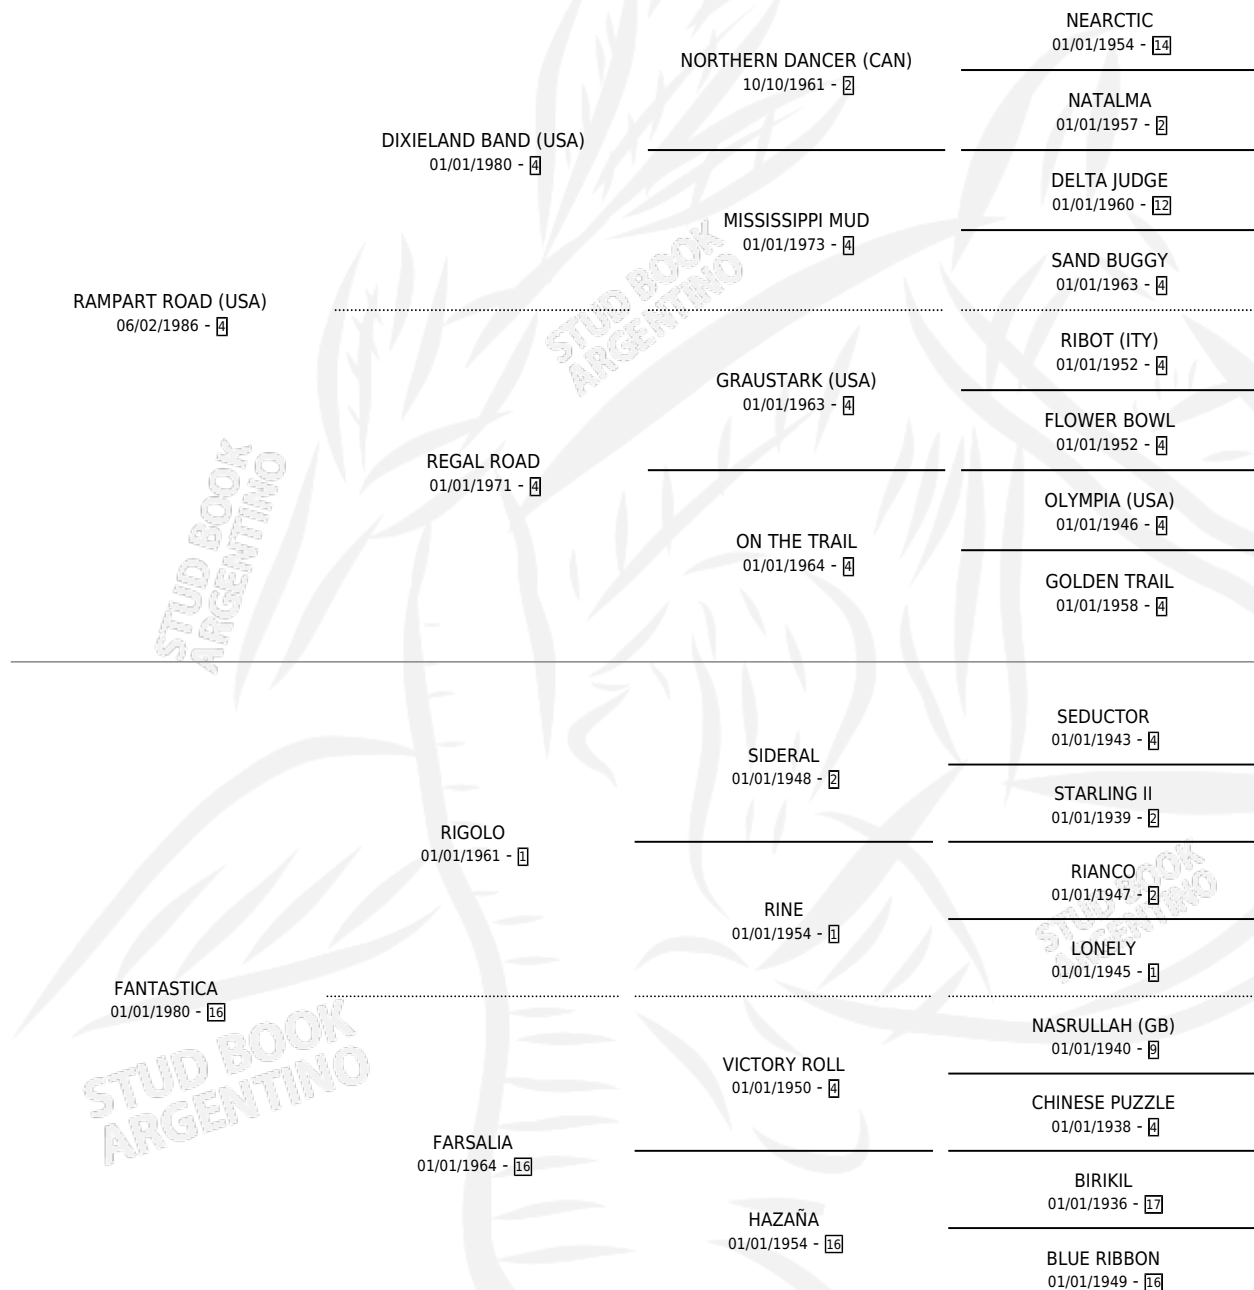 NEARCTIC
01/01/1954 - 14
NORTHERN DANCER (CAN)
10/10/1961 - 2
NATALMA
01/01/1957 - 2
DIXIELAND BAND (USA)
01/01/1980 - 4
DELTA JUDGE
01/01/1960 - 12
MISSISSIPPI MUD
01/01/1973 - 4
SAND BUGGY
01/01/1963 - 4
STUD BOOK
ARGENTINO
RAMPART ROAD (USA)
06/02/1986 - 4
RIBOT (ITY)
01/01/1952 - 4
GRAUSTARK (USA)
01/01/1963 - 4
FLOWER BOWL
01/01/1952 - 4
REGAL ROAD
01/01/1971 - 4
OLYMPIA (USA)
01/01/1946 - 4
ON THE TRAIL
01/01/1964 - 4
GOLDEN TRAIL
01/01/1958 - 4
STUD BOOK
ARGENTINO
SEDUCTOR
01/01/1943 - 4
SIDERAL
01/01/1948 - 2
STARLING II
01/01/1939 - 2
RIGOLO
01/01/1961 - 1
RIANCO
01/01/1947 - 2
RINE
01/01/1954 - 1
LONELY
01/01/1945 - 1
STUD BOOK
ARGENTINO
FANTASTICA
01/01/1980 - 16
NASRULLAH (GB)
01/01/1940 - 9
VICTORY ROLL
01/01/1950 - 4
CHINESE PUZZLE
01/01/1938 - 4
STUD BOOK
ARGENTINO
FARSALIA
01/01/1964 - 16
BIRIKIL
01/01/1936 - 17
HAZAÑA
01/01/1954 - 16
BLUE RIBBON
01/01/1949 - 16